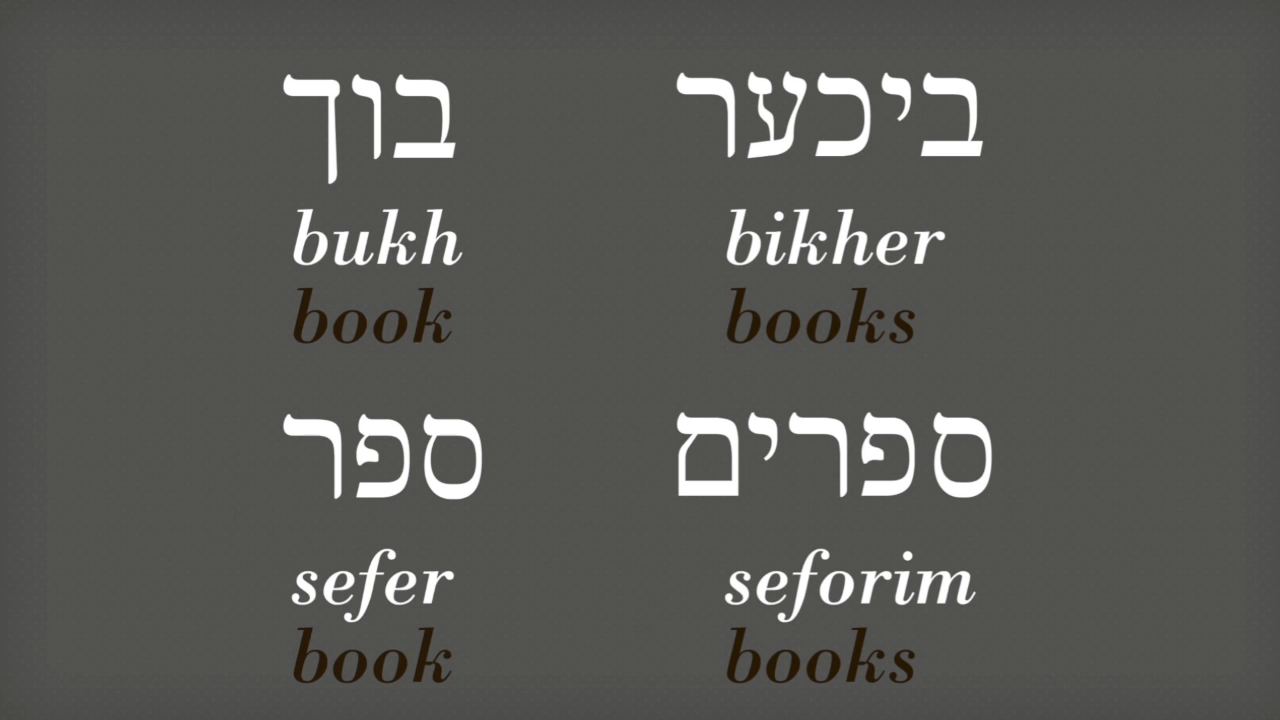 בוך
bukh
book
ביכער
bikher
books
ספר
sefer
book
ספרים
seforim
books